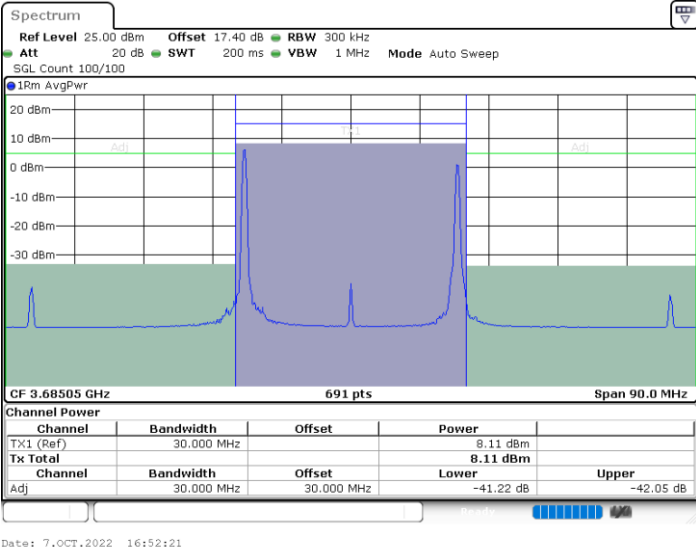 Spectrum
Ref Level 25.00 dBm Offset 17.40 dB RBW 300 kHz
Att 20 dB SWT 200 ms VBW 1 MHz Mode Auto Sweep
SGL Count 100/100
1Rm AvgPwr
20 dBm
10 dBm
Adj TX1 Adj
0 dBm
-10 dBm
-20 dBm
-30 dBm
CF 3.68505 GHz 691 pts Span 90.0 MHz
Channel Power
Channel Bandwidth Offset Power
TX1 (Ref) 30.000 MHz 8.11 dBm
Tx Total 8.11 dBm
Channel Bandwidth Offset Lower Upper
Adj 30.000 MHz 30.000 MHz -41.22 dB -42.05 dB
Ready
Date: 7.OCT.2022 16:52:21